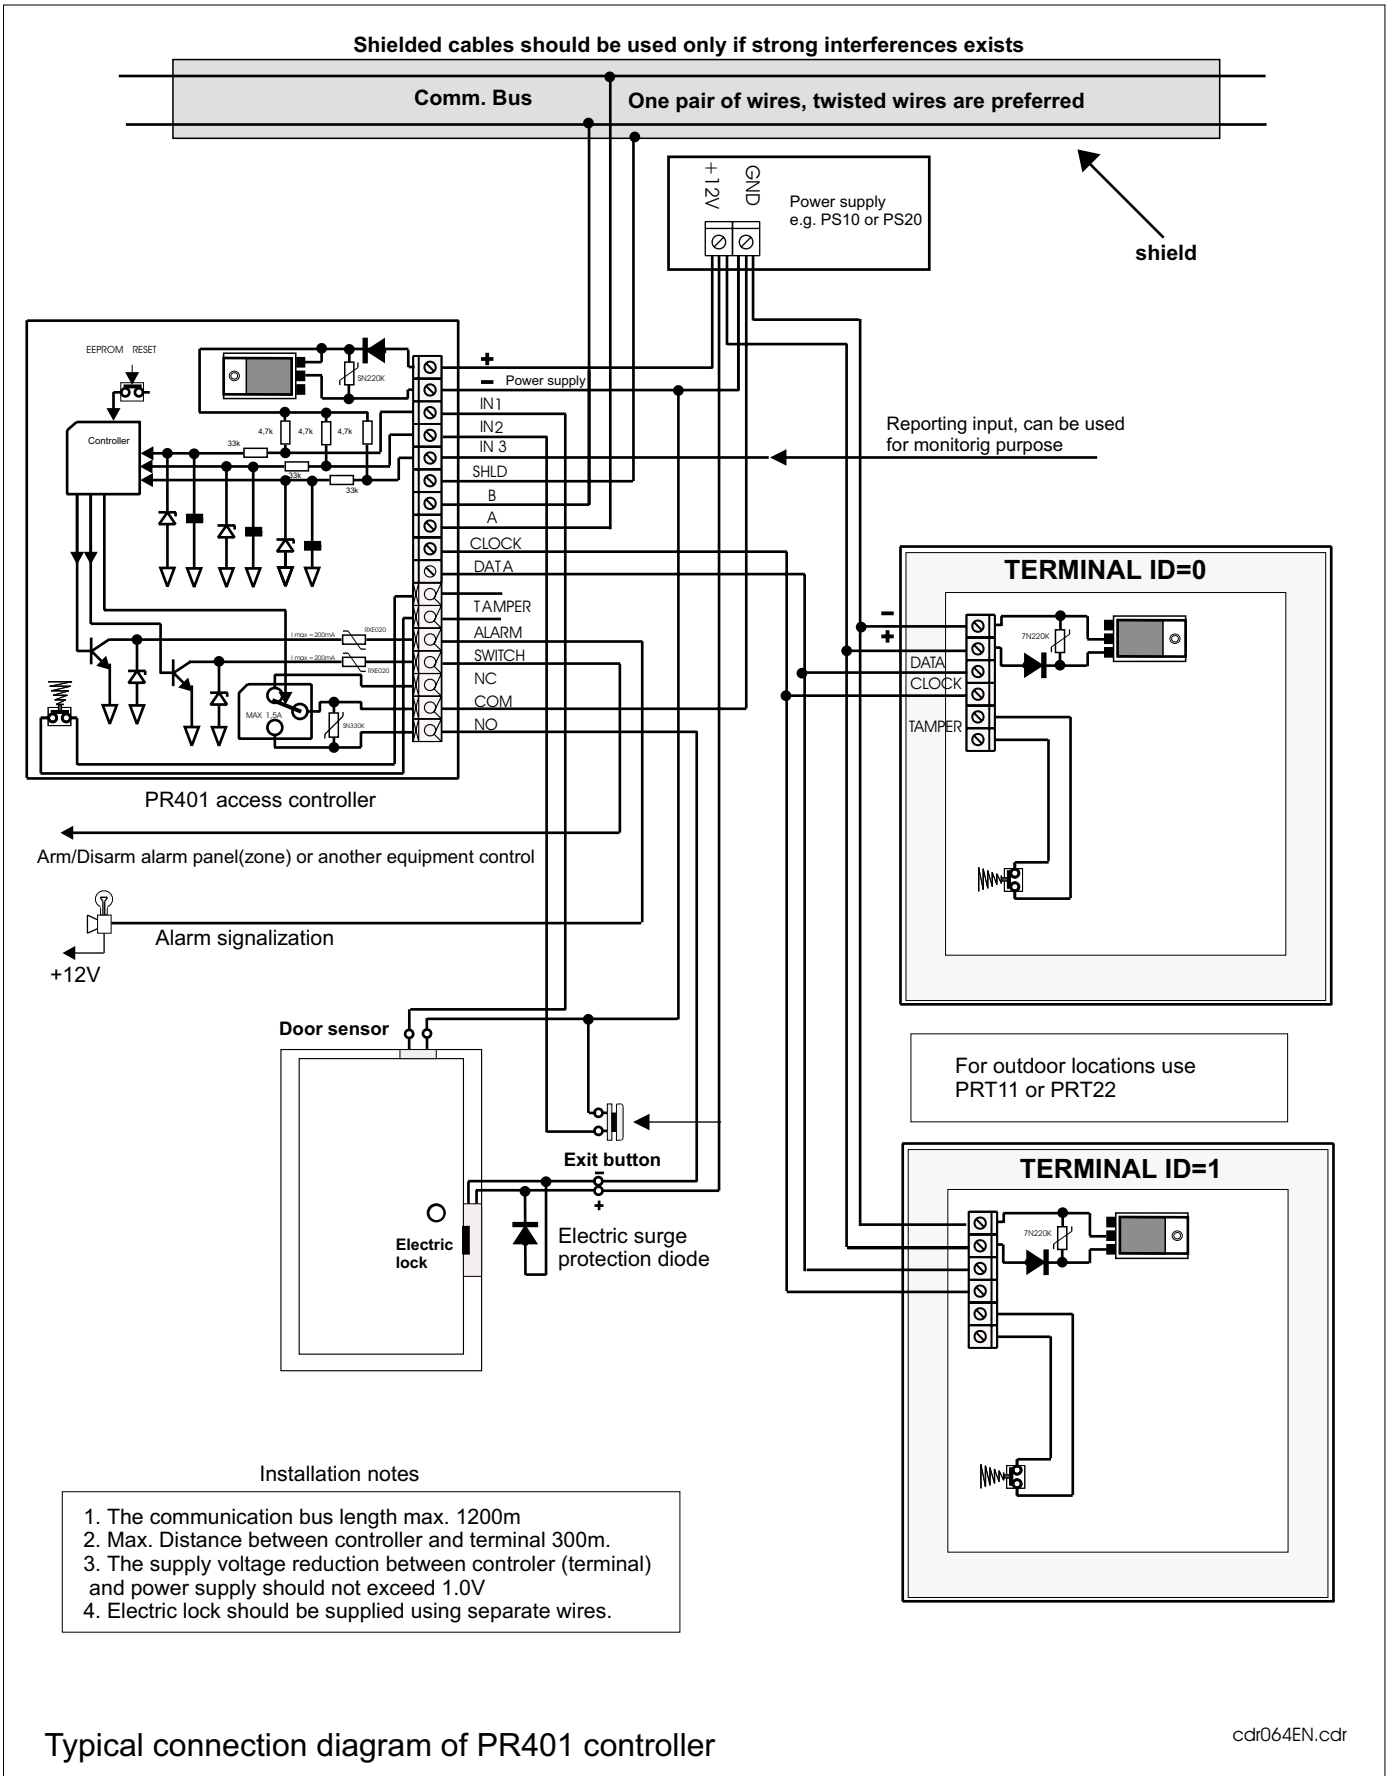 Shielded cables should be used only if strong interferences exists
Comm. Bus
One pair of wires, twisted wires are preferred
shield
+12V
GND
Power supply
e.g. PS10 or PS20
EEPROM RESET
SN220K
4,7k
4,7k
4,7k
Controller
33k
33k
33k
I max =200mA
RXE020
I max =200mA
RXE020
MAX 1.5A
SN330K
+
− Power supply
IN1
IN2
IN 3
SHLD
B
A
CLOCK
DATA
TAMPER
ALARM
SWITCH
NC
COM
NO
PR401 access controller
Reporting input, can be used
for monitorig purpose
TERMINAL ID=0
−
+
DATA
CLOCK
TAMPER
7N220K
Arm/Disarm alarm panel(zone) or another equipment control
Alarm signalization
+12V
Door sensor
Exit button
−
+
Electric
lock
Electric surge
protection diode
For outdoor locations use
PRT11 or PRT22
TERMINAL ID=1
7N220K
Installation notes
1. The communication bus length max. 1200m
2. Max. Distance between controller and terminal 300m.
3. The supply voltage reduction between controler (terminal)
and power supply should not exceed 1.0V
4. Electric lock should be supplied using separate wires.
Typical connection diagram of PR401 controller
cdr064EN.cdr